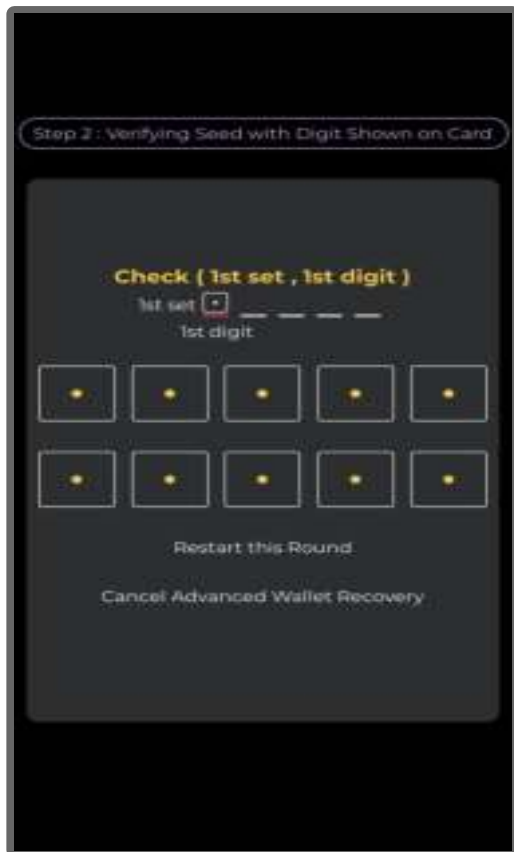 Step 2 : Verifying Seed with Digit Shown on Card
Check ( 1st set , 1st digit )
1st set
1st digit
Restart this Round
Cancel Advanced Wallet Recovery